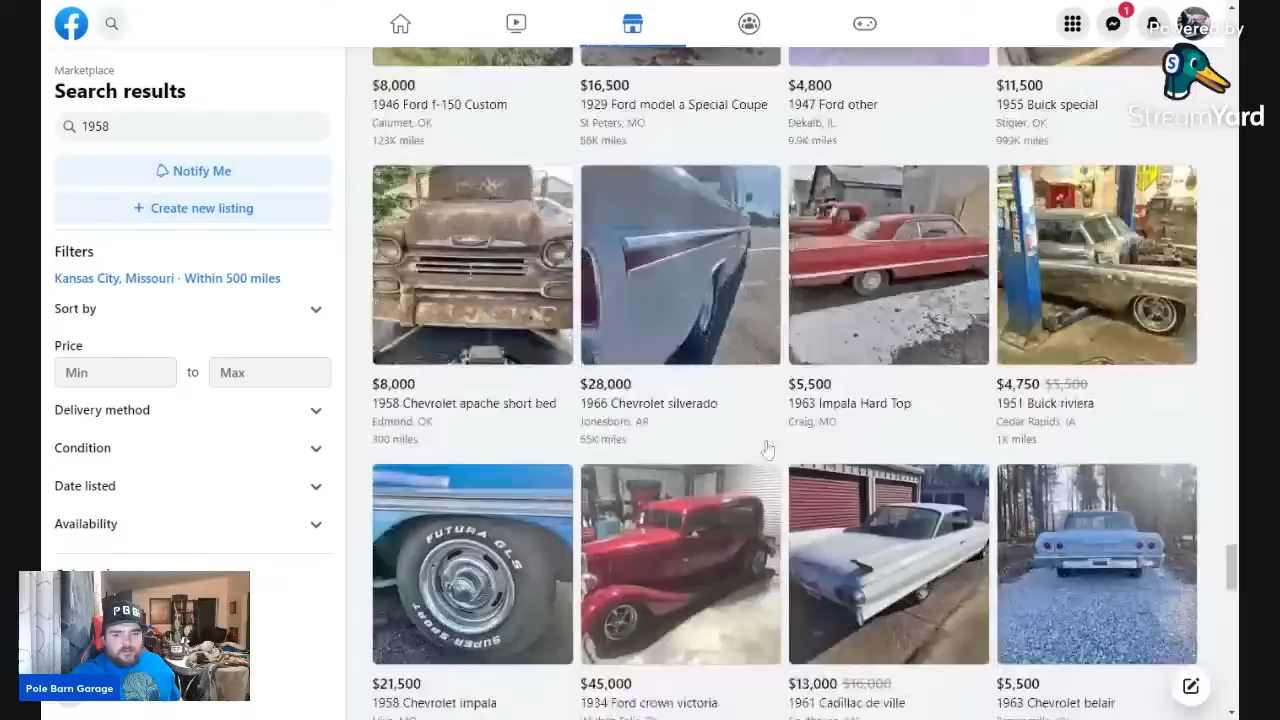 1
Powered by
S
StreamYard
Marketplace
Search results
1958
Notify Me
+ Create new listing
Filters
Kansas City, Missouri · Within 500 miles
Sort by
Price
Min
to
Max
Delivery method
Condition
Date listed
Availability
PB
Pole Barn Garage
$8,000
1946 Ford f-150 Custom
Calumet, OK
123K miles
$16,500
1929 Ford model a Special Coupe
St Peters, MO
56K miles
$4,800
1947 Ford other
Dekalb, IL
9.9K miles
$11,500
1955 Buick special
Stigler, OK
999K miles
$8,000
1958 Chevrolet apache short bed
Edmond, OK
300 miles
$28,000
1966 Chevrolet silverado
Jonesboro, AR
65K miles
$5,500
1963 Impala Hard Top
Craig, MO
$4,750 $5,500
1951 Buick riviera
Cedar Rapids, IA
1K miles
FUTURA GLS
SUPER SPORT
$21,500
1958 Chevrolet impala
$45,000
1934 Ford crown victoria
$13,000 $16,000
1961 Cadillac de ville
$5,500
1963 Chevrolet belair